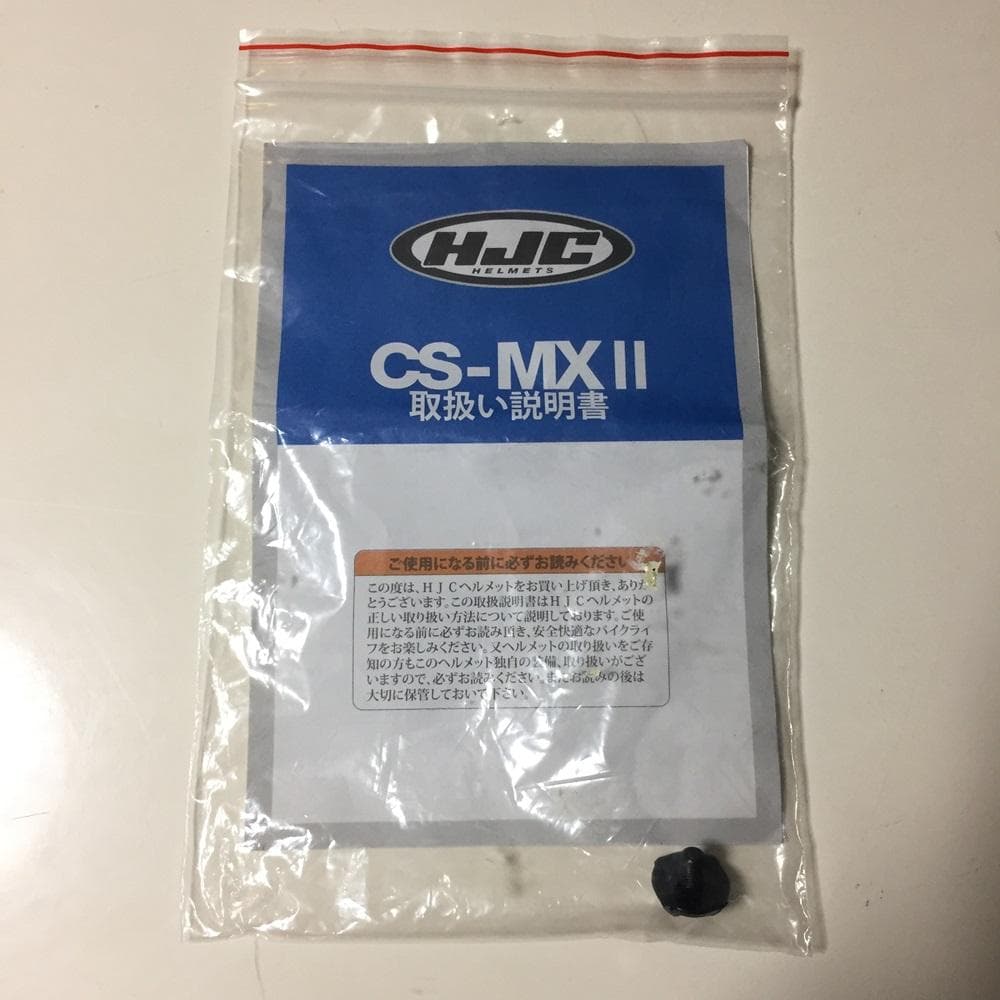 HJC
HELMETS
CS-MXⅡ
取扱い説明書
ご使用になる前に必ずお読みください
この度は、ＨＪＣヘルメットをお買い上げ頂き、ありが
とうございます。この取扱説明書はＨＪＣヘルメットの
正しい取り扱い方法について説明しております。ご使
用になる前に必ずお読み頂き、安全快適なバイクライ
フをお楽しみください。又ヘルメットの取り扱いをご存
知の方もこのヘルメット独自の装備、取り扱いがござ
いますので、必ずお読みください。またお読みの後は
大切に保管しておいて下さい。